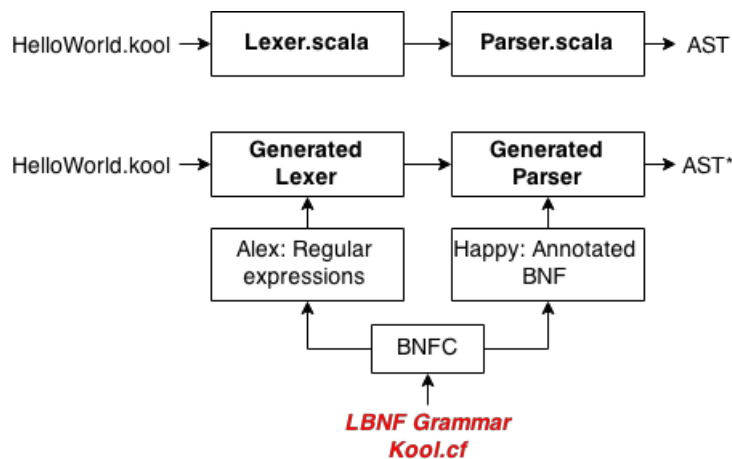 HelloWorld.kool
Lexer.scala
Parser.scala
AST
HelloWorld.kool
Generated
Lexer
Generated
Parser
AST*
Alex: Regular
expressions
Happy: Annotated
BNF
BNFC
LBNF Grammar
Kool.cf